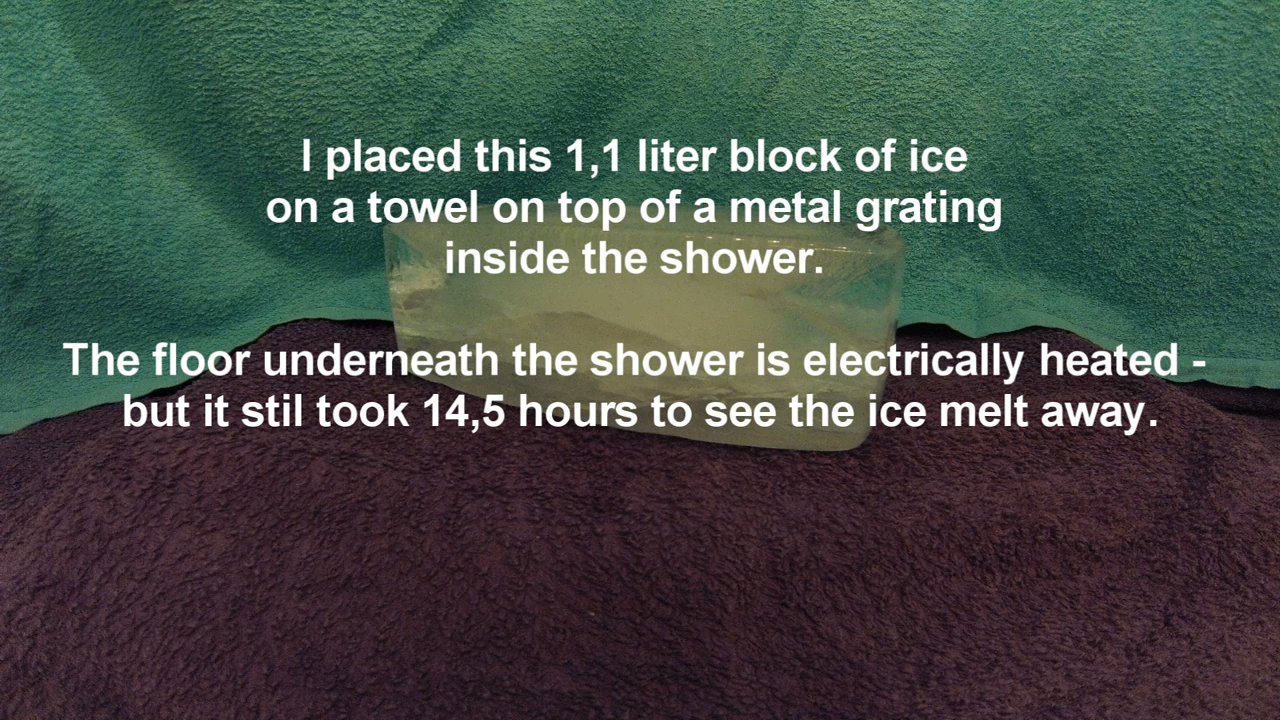 I placed this 1,1 liter block of ice
on a towel on top of a metal grating
inside the shower.
The floor underneath the shower is electrically heated -
but it stil took 14,5 hours to see the ice melt away.